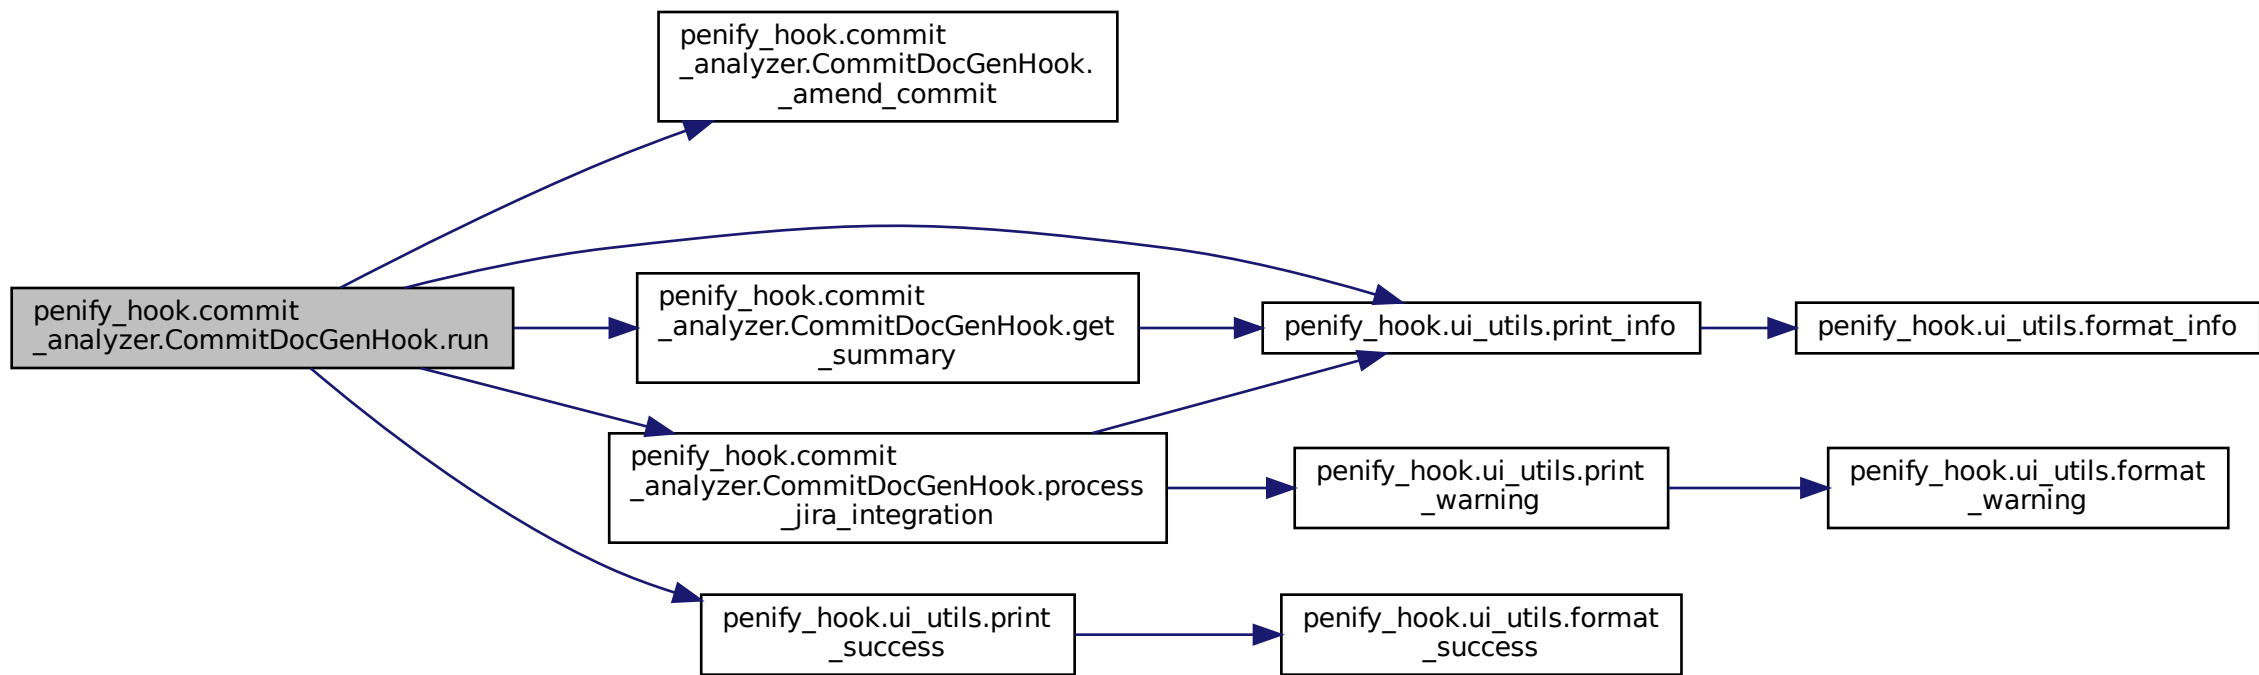 penify_hook.commit
_analyzer.CommitDocGenHook.
_amend_commit
penify_hook.commit
_analyzer.CommitDocGenHook.run
penify_hook.commit
_analyzer.CommitDocGenHook.get
_summary
penify_hook.ui_utils.print_info
penify_hook.ui_utils.format_info
penify_hook.commit
_analyzer.CommitDocGenHook.process
_jira_integration
penify_hook.ui_utils.print
_warning
penify_hook.ui_utils.format
_warning
penify_hook.ui_utils.print
_success
penify_hook.ui_utils.format
_success